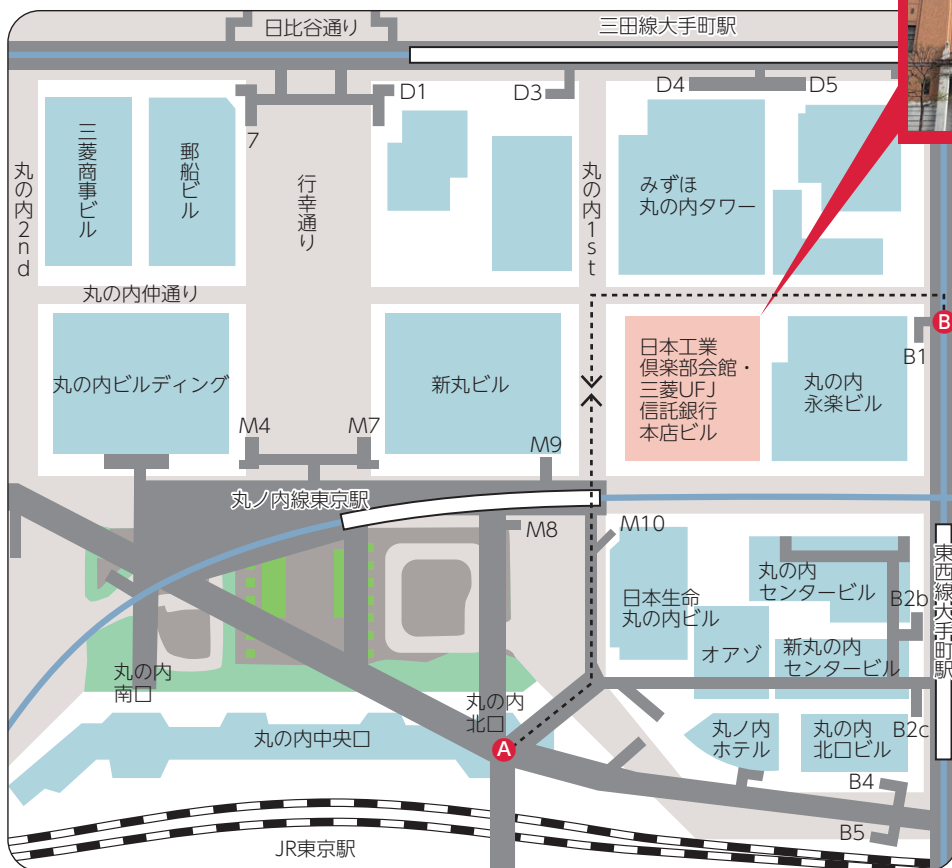 日比谷通り
三田線大手町駅
D1
D3
D4
D5
7
三菱商事ビル
郵船ビル
丸の内2nd
行幸通り
丸の内1st
みずほ
丸の内タワー
丸の内仲通り
B
B1
丸の内ビルディング
新丸ビル
日本工業
倶楽部会館・
三菱UFJ
信託銀行
本店ビル
丸の内
永楽ビル
M4
M7
M9
丸ノ内線東京駅
M8
M10
東西線大手町駅
日本生命
丸の内ビル
丸の内
センタービル
B2b
オアゾ
新丸の内
センタービル
丸の内
南口
丸の内
北口
丸の内中央口
A
丸ノ内
ホテル
丸の内
北口ビル
B2c
B4
B5
JR東京駅